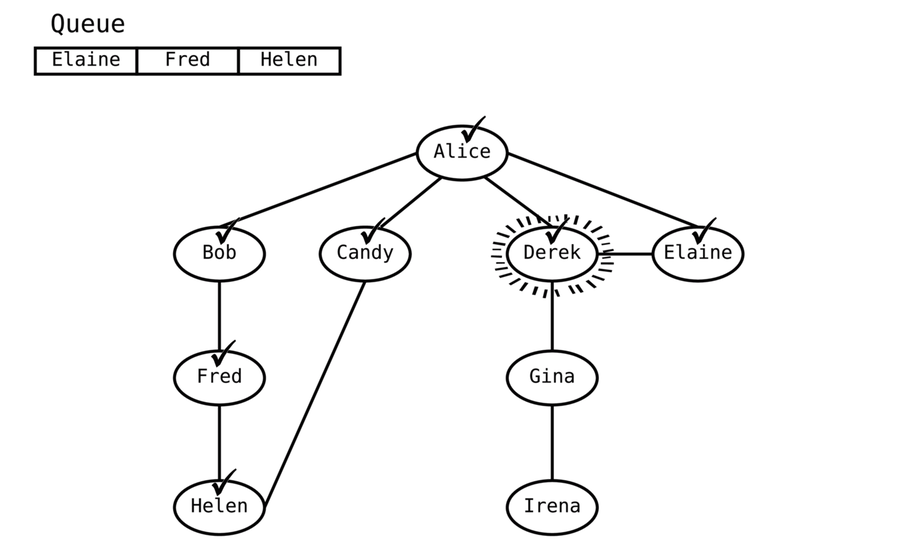 Queue
Elaine Fred Helen
Alice
Bob Candy Derek Elaine
Fred Gina
Helen Irena